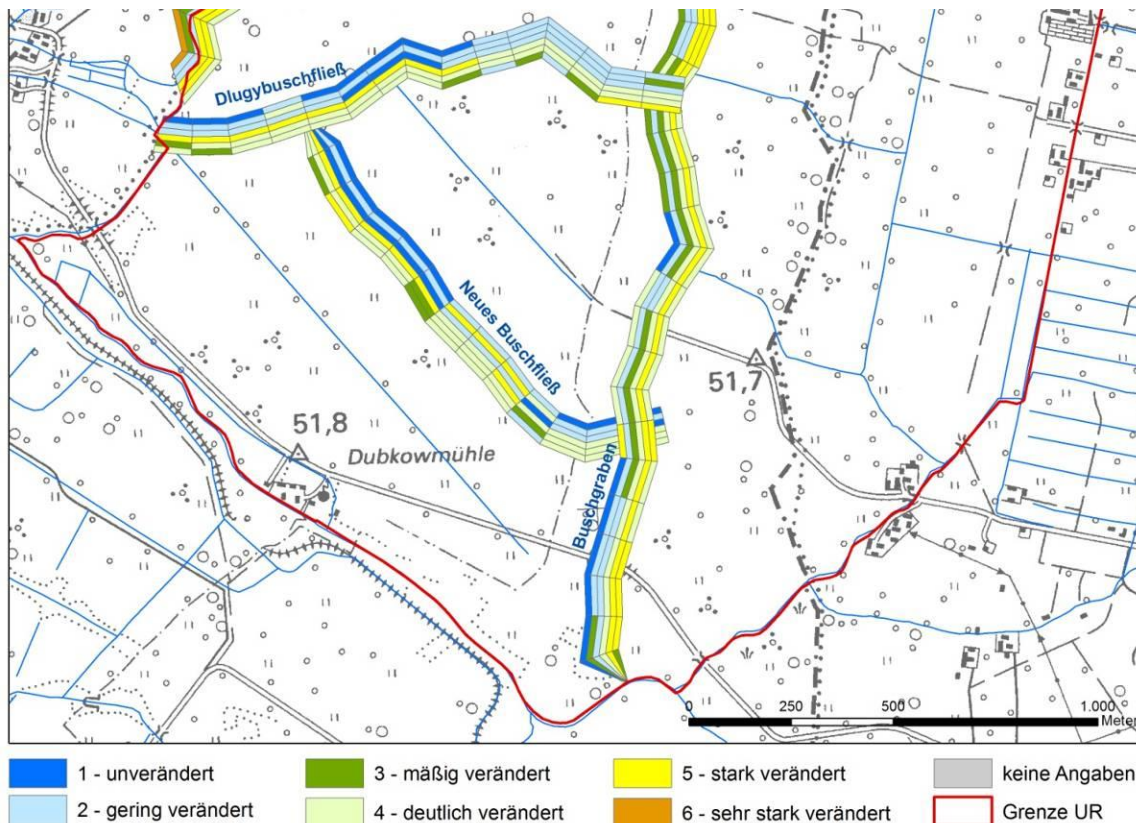 Dlugybuschfließ
Neues Buschfließ
51,7
51,8
Dubkowmühle
Buschgraben
0 250 500 1.000
Meter
1 - unverändert
3 - mäßig verändert
5 - stark verändert
keine Angaben
2 - gering verändert
4 - deutlich verändert
6 - sehr stark verändert
Grenze UR